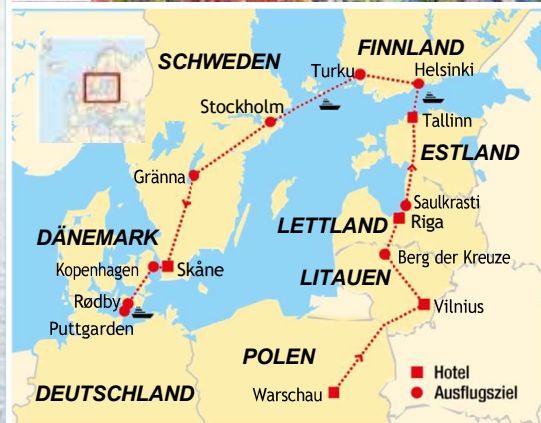 FINNLAND
SCHWEDEN
Turku
Helsinki
Stockholm
Tallinn
ESTLAND
Gränna
Saulkrasti
LETTLAND
Riga
DÄNEMARK
Berg der Kreuze
Kopenhagen
Skåne
LITAUEN
Rødby
Vilnius
Puttgarden
POLEN
Hotel
DEUTSCHLAND
Warschau
Ausflugsziel